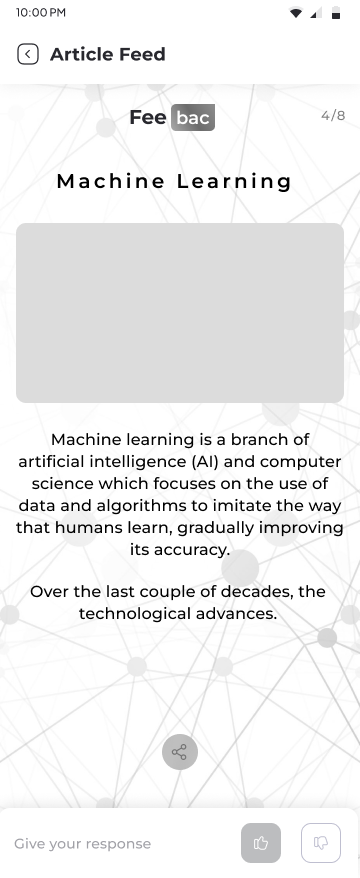 10:00 PM
Article Feed
Fee bac
4/8
Machine Learning
Machine learning is a branch of
artificial intelligence (AI) and computer
science which focuses on the use of
data and algorithms to imitate the way
that humans learn, gradually improving
its accuracy.
Over the last couple of decades, the
technological advances.
Give your response